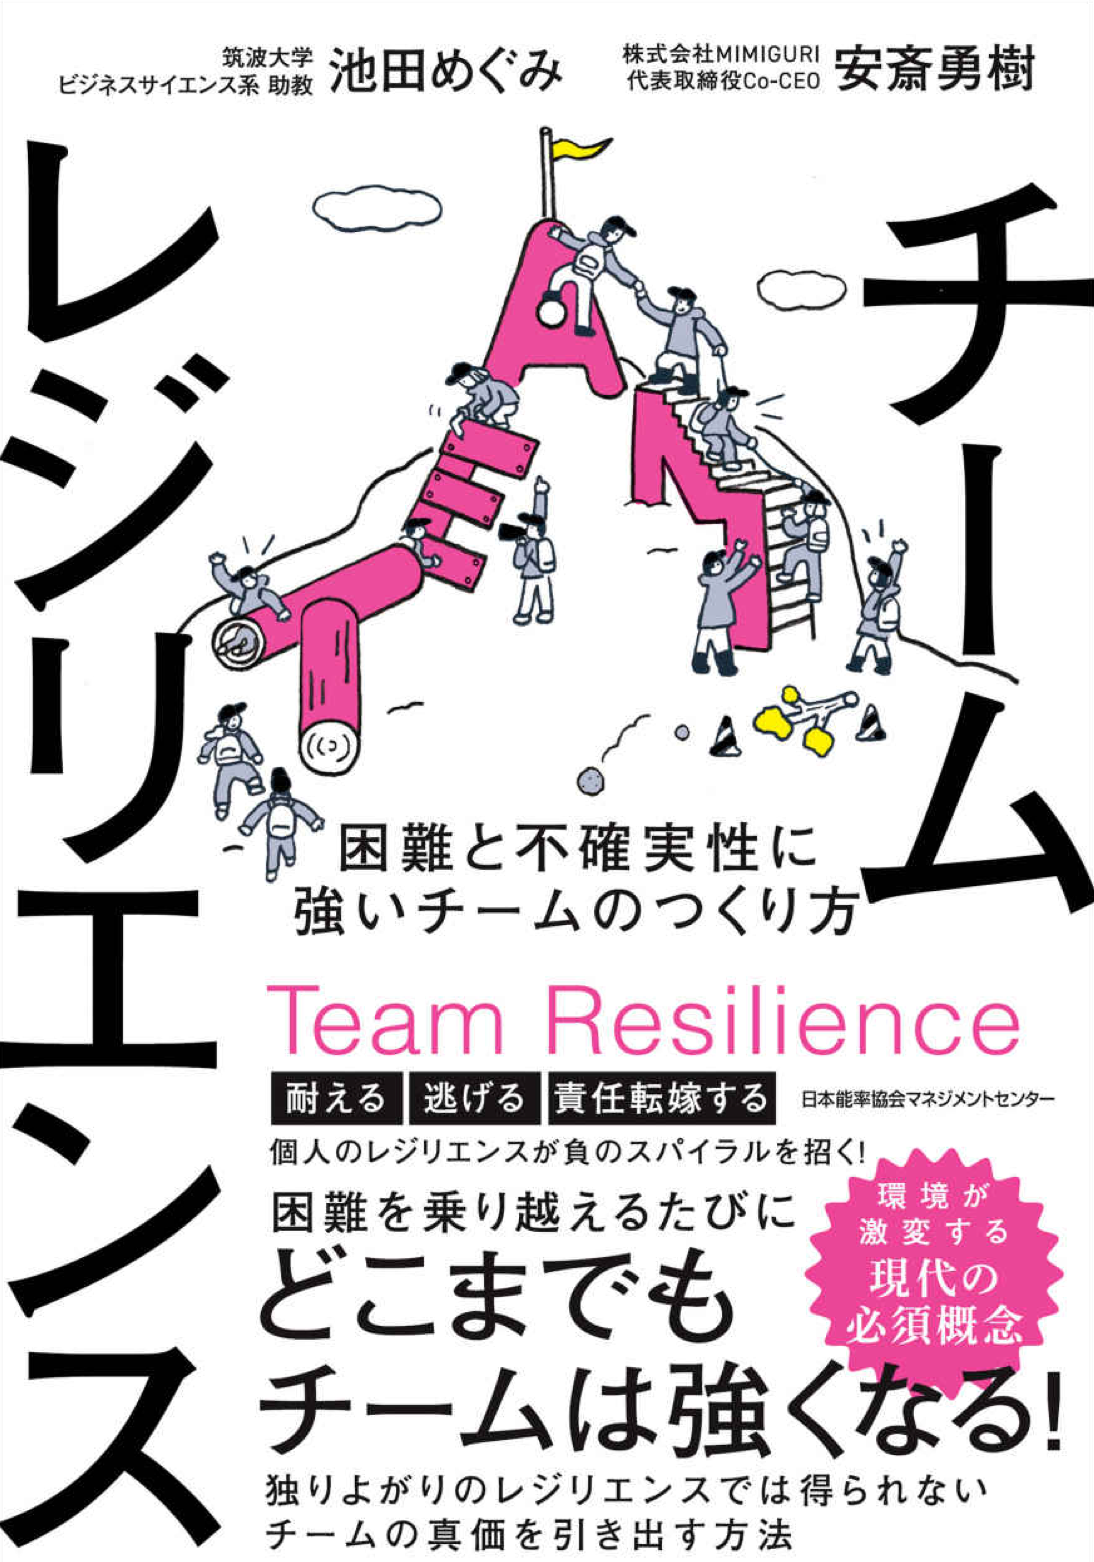 筑波大学
ビジネスサイエンス系 助教
池田めぐみ
株式会社MIMIGURI
代表取締役Co-CEO
安斎勇樹
チーム
レジリエンス
TEAM
困難と不確実性に
強いチームのつくり方
Team Resilience
耐える 逃げる 責任転嫁する
日本能率協会マネジメントセンター
個人のレジリエンスが負のスパイラルを招く!
困難を乗り越えるたびに
どこまでも
チームは強くなる!
環境が
激変する
現代の
必須概念
独りよがりのレジリエンスでは得られない
チームの真価を引き出す方法